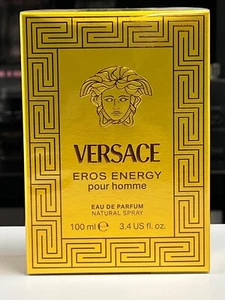 VERSACE
EROS ENERGY
pour homme
EAU DE PARFUM
NATURAL SPRAY
100 ml ℮ 3.4 US fl. oz.